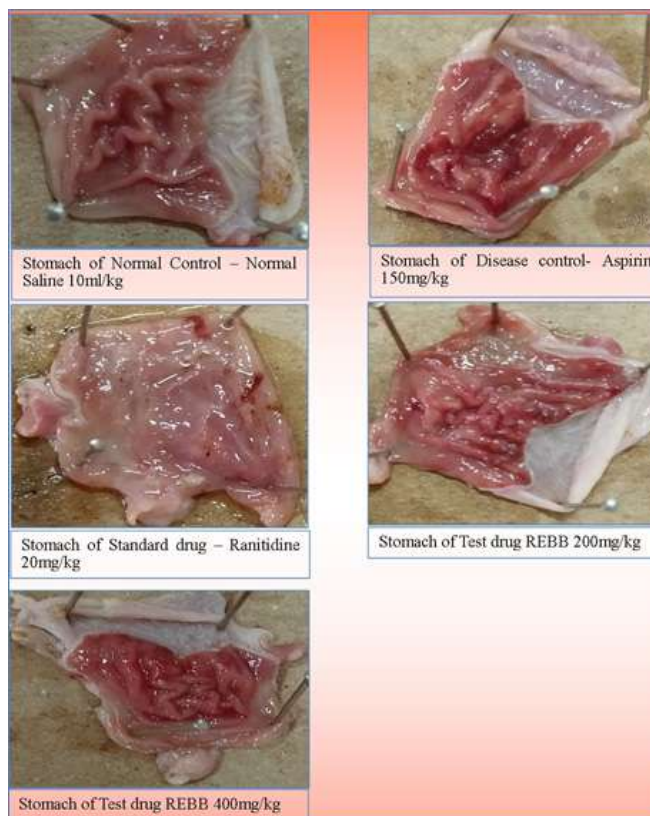 Stomach of Normal Control – Normal
Saline 10ml/kg
Stomach of Disease control- Aspirin
150mg/kg
Stomach of Standard drug – Ranitidine
20mg/kg
Stomach of Test drug REBB 200mg/kg
Stomach of Test drug REBB 400mg/kg